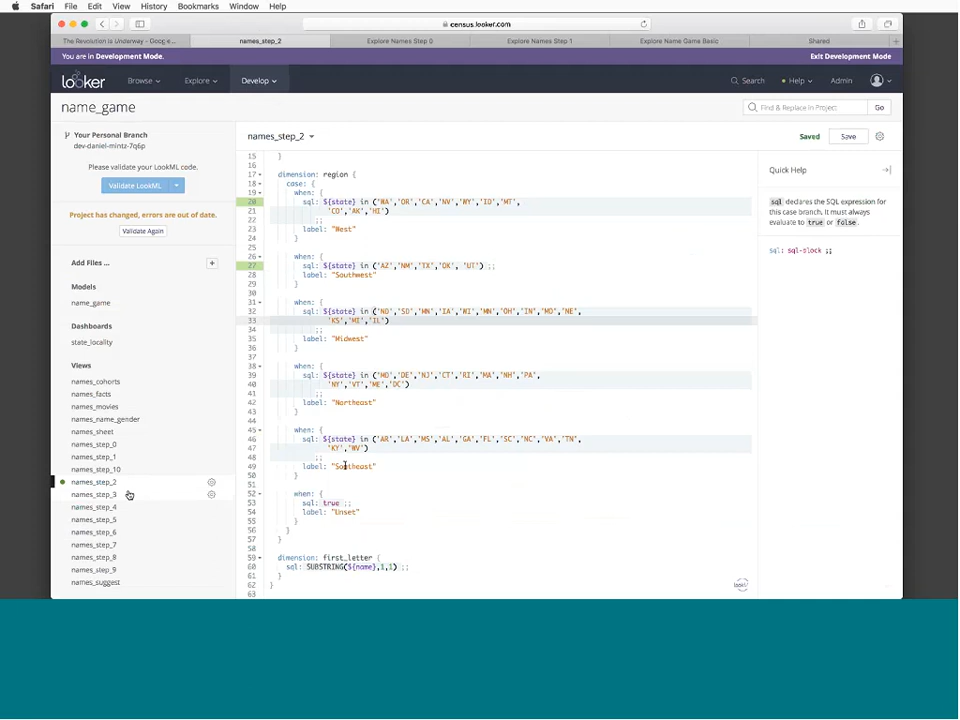 Safari File Edit View History Bookmarks Window Help
census.looker.com
The Revolution is Underway – Goog-e... names_step_2 Explore Names Step 0 Explore Names Step 1 Explore Name Game Basic Shared
You are in Development Mode. Exit Development Mode
looker Browse Explore Develop Search Help Admin
name_game Find & Replace in Project Go
Your Personal Branch
dev-daniel-mintz-7q6p
Please validate your LookML code.
Validate LookML
Project has changed, errors are out of date.
Validate Again
Add Files ...
Models
name_game
Dashboards
state_locality
Views
names_cohorts
names_facts
names_movies
names_name_gender
names_sheet
names_step_0
names_step_1
names_step_10
names_step_2
names_step_3
names_step_4
names_step_5
names_step_6
names_step_7
names_step_8
names_step_9
names_suggest
names_step_2 Saved Save
15 }
16
17 dimension: region {
18 case: {
19 when: {
20 sql: ${state} in ('WA','OR','CA','NV','WY','ID','MT',
21 'CO','AK','HI')
22 ;;
23 label: "West"
24 }
25
26 when: {
27 sql: ${state} in ('AZ','NM','TX','OK', 'UT') ;;
28 label: "Southwest"
29 }
30
31 when: {
32 sql: ${state} in ('ND','SD','MN','IA','WI','MN','OH','IN','MO','NE',
33 'KS','MI','IL')
34 ;;
35 label: "Midwest"
36 }
37
38 when: {
39 sql: ${state} in ('MD','DE','NJ','CT','RI','MA','NH','PA',
40 'NY','VT','ME','DC')
41 ;;
42 label: "Northeast"
43 }
44
45 when: {
46 sql: ${state} in ('AR','LA','MS','AL','GA','FL','SC','NC','VA','TN',
47 'KY','WV')
48 ;;
49 label: "Southeast"
50 }
51
52 when: {
53 sql: true ;;
54 label: "Unset"
55 }
56 }
57 }
58
59 dimension: first_letter {
60 sql: SUBSTRING(${name},1,1) ;;
61 }
62 }
63
Quick Help
sql declares the SQL expression for
this case branch. It must always
evaluate to true or false.
sql: sql-block ;;
looker